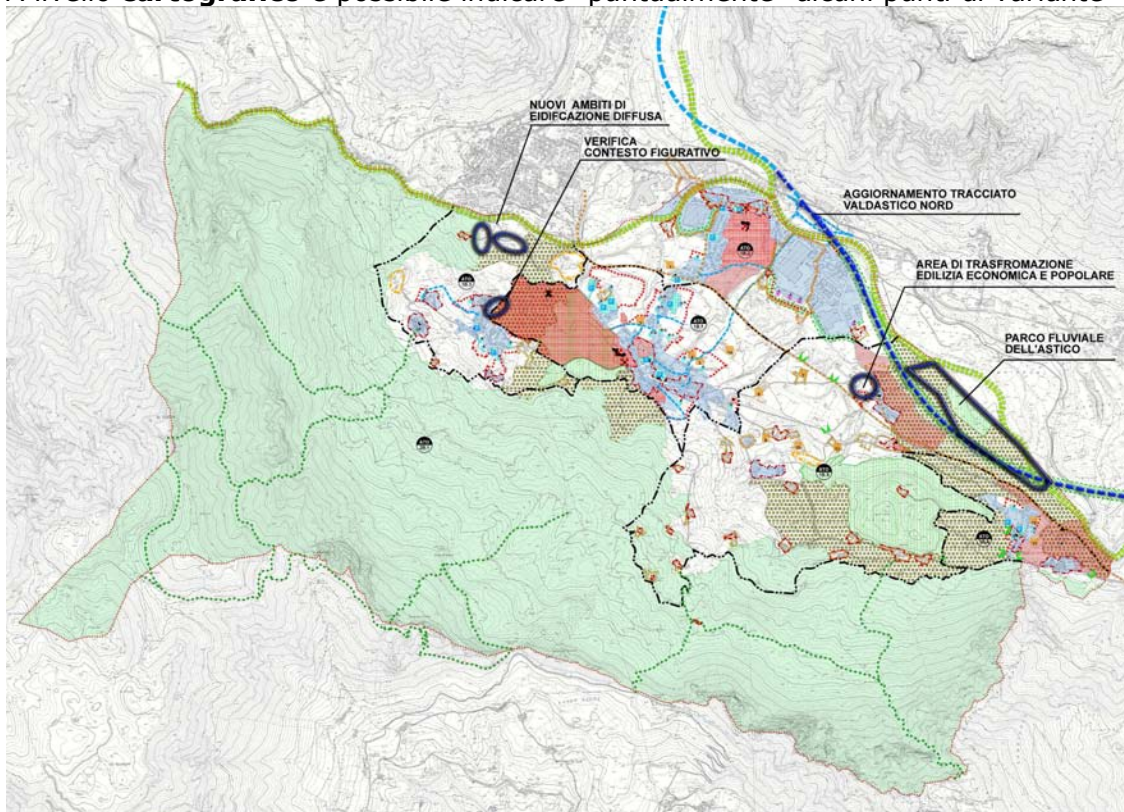 A livello cartografico è possibile indicare "puntualmente" alcuni punti di variante
NUOVI AMBITI DI
EIDIFCAZIONE DIFFUSA
VERIFICA
CONTESTO FIGURATIVO
AGGIORNAMENTO TRACCIATO
VALDASTICO NORD
AREA DI TRASFROMAZIONE
EDILIZIA ECONOMICA E POPOLARE
PARCO FLUVIALE
DELL'ASTICO